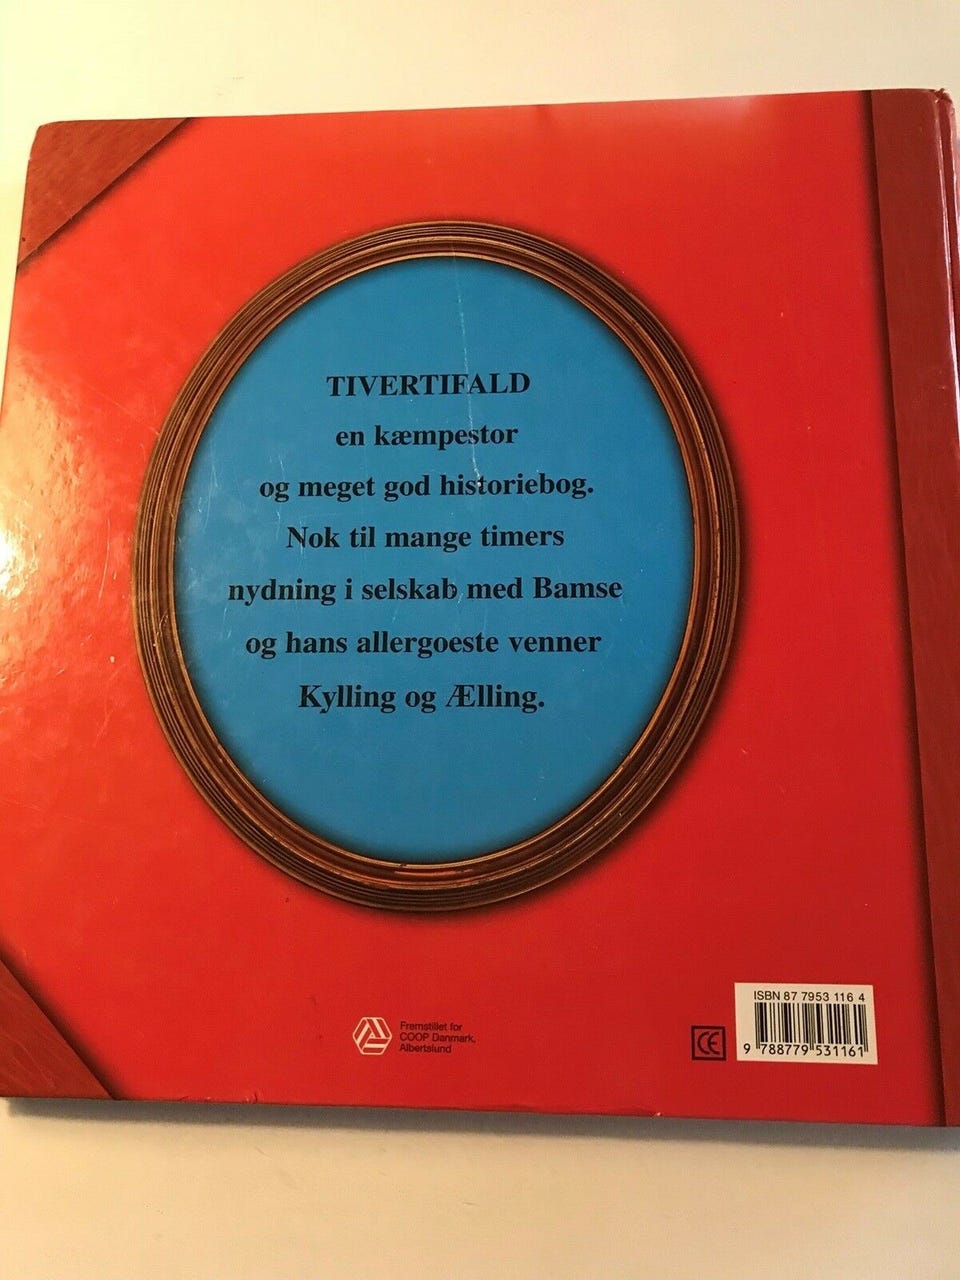 TIVERTIFALD
en kæmpestor
og meget god historiebog.
Nok til mange timers
nydning i selskab med Bamse
og hans allergoeste venner
Kylling og Ælling.
Fremstillet for
COOP Danmark,
Albertslund
CE
ISBN 87 7953 116 4
9 788779 531161